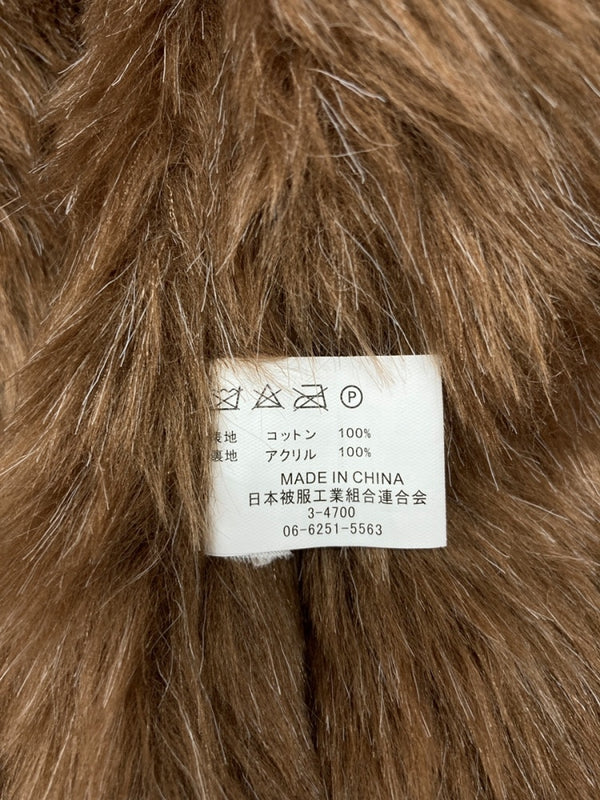 P
表地 コットン 100%
裏地 アクリル 100%
MADE IN CHINA
日本被服工業組合連合会
3-4700
06-6251-5563